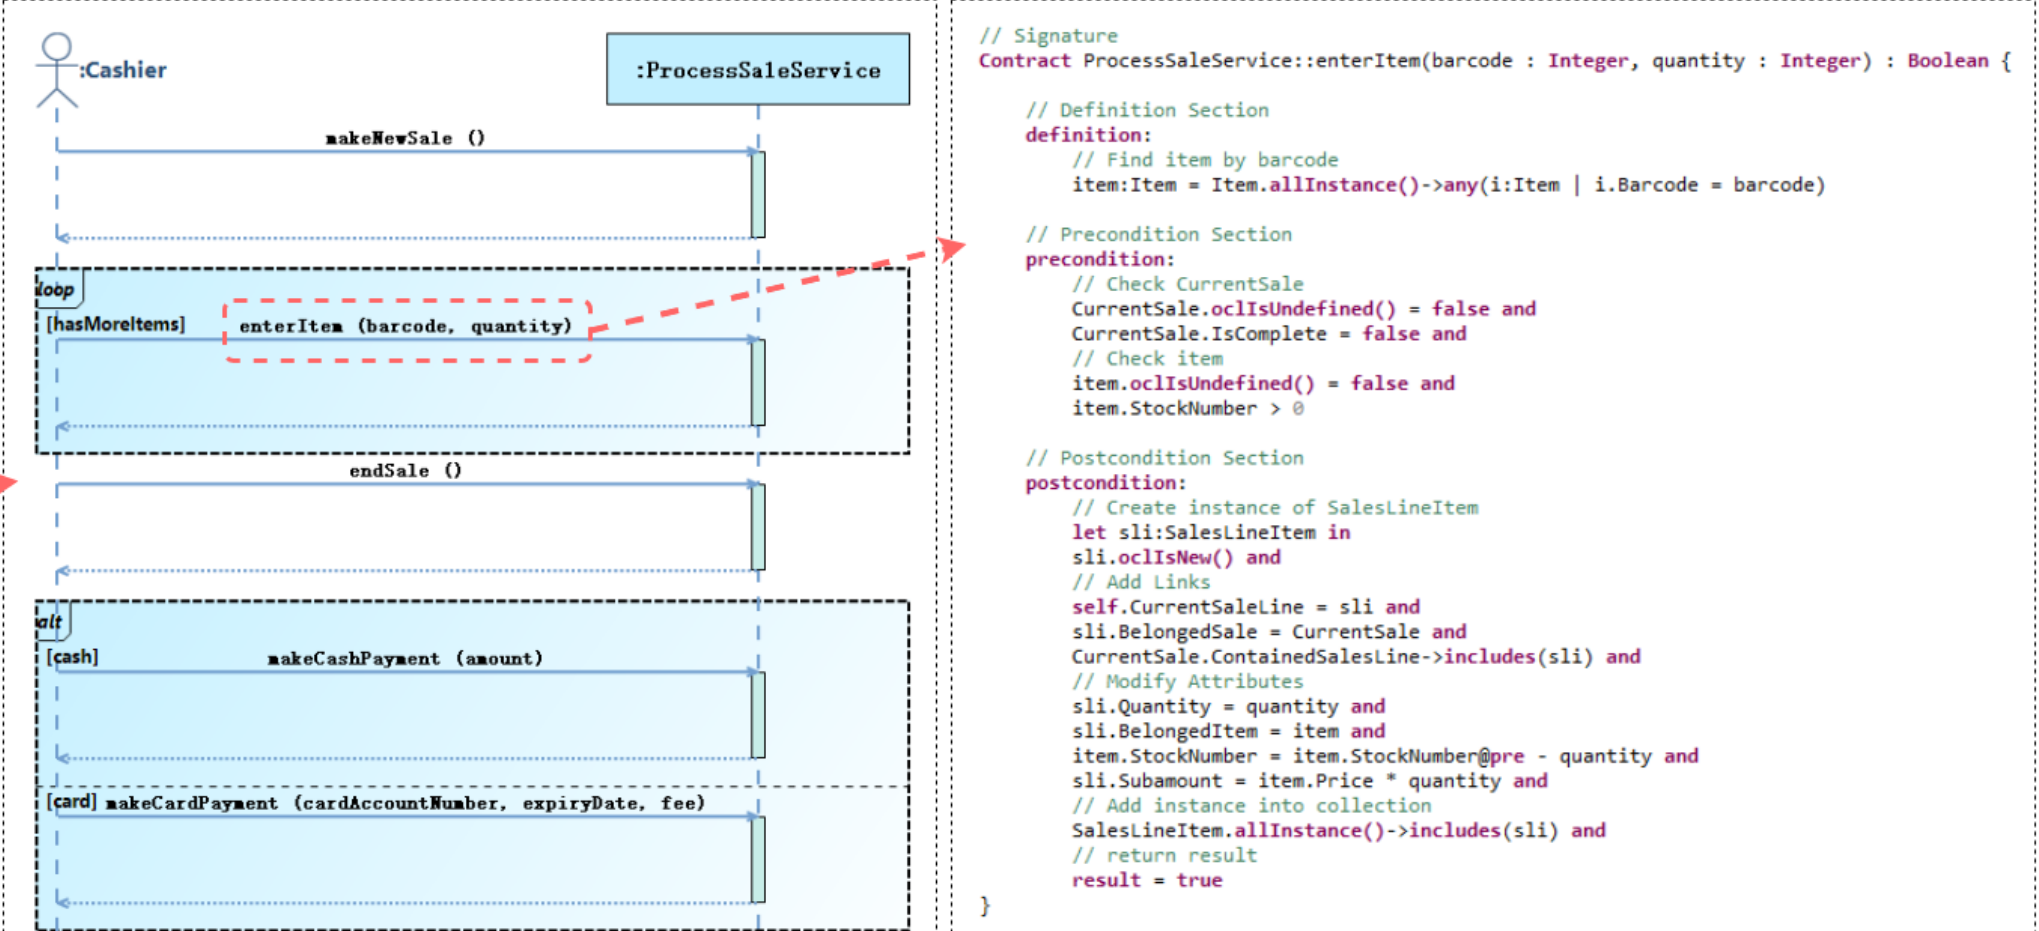 :Cashier
:ProcessSaleService
makeNewSale ()
loop
[hasMoreItems]
enterItem (barcode, quantity)
endSale ()
alt
[cash]
makeCashPayment (amount)
[card] makeCardPayment (cardAccountNumber, expiryDate, fee)
// Signature
Contract ProcessSaleService::enterItem(barcode : Integer, quantity : Integer) : Boolean {
// Definition Section
definition:
// Find item by barcode
item:Item = Item.allInstance()->any(i:Item | i.Barcode = barcode)
// Precondition Section
precondition:
// Check CurrentSale
CurrentSale.oclIsUndefined() = false and
CurrentSale.IsComplete = false and
// Check item
item.oclIsUndefined() = false and
item.StockNumber > 0
// Postcondition Section
postcondition:
// Create instance of SalesLineItem
let sli:SalesLineItem in
sli.oclIsNew() and
// Add Links
self.CurrentSaleLine = sli and
sli.BelongedSale = CurrentSale and
CurrentSale.ContainedSalesLine->includes(sli) and
// Modify Attributes
sli.Quantity = quantity and
sli.BelongedItem = item and
item.StockNumber = item.StockNumber@pre - quantity and
sli.Subamount = item.Price * quantity and
// Add instance into collection
SalesLineItem.allInstance()->includes(sli) and
// return result
result = true
}